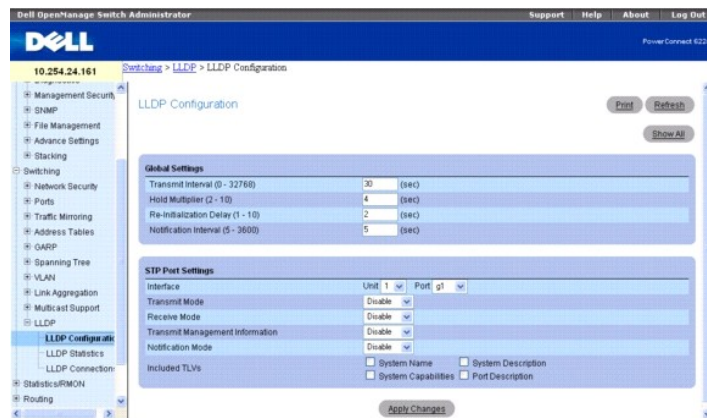 Dell OpenManage Switch Administrator
Support Help About Log Out
DELL
PowerConnect 622
10.254.24.161
Switching > LLDP > LLDP Configuration
Management Securit
SNMP
File Management
Advance Settings
Stacking
Switching
Network Security
Ports
Traffic Mirroring
Address Tables
GARP
Spanning Tree
VLAN
Link Aggregation
Multicast Support
LLDP
LLDP Configuratio
LLDP Statistics
LLDP Connection
Statistics/RMON
Routing
LLDP Configuration
Print Refresh
Show All
Global Settings
Transmit Interval (0 - 32768) 30 (sec)
Hold Multiplier (2 - 10) 4 (sec)
Re-Initialization Delay (1 - 10) 2 (sec)
Notification Interval (5 - 3600) 5 (sec)
STP Port Settings
Interface Unit 1 Port g1
Transmit Mode Disable
Receive Mode Disable
Transmit Management Information Disable
Notification Mode Disable
Included TLVs
System Name System Description
System Capabilities Port Description
Apply Changes